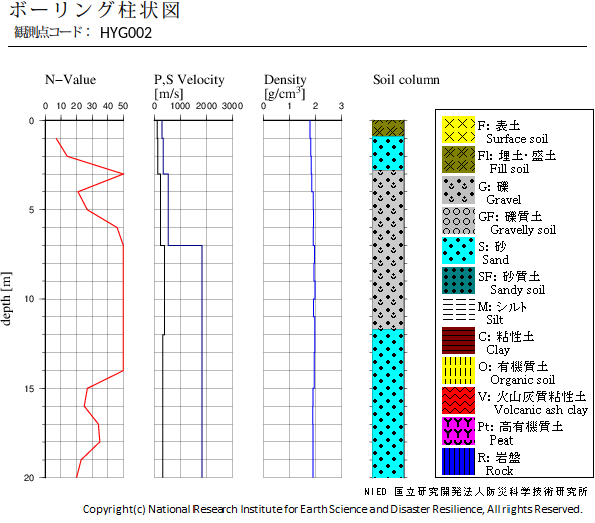 ボーリング柱状図
観測点コード： HYG002
N-Value
0 10 20 30 40 50
P,S Velocity
[m/s]
0 1000 2000 3000
Density
[g/cm3]
0 1 2 3
Soil column
depth [m]
0
5
10
15
20
F: 表土
Surface soil
Fl: 埋土・盛土
Fill soil
G: 礫
Gravel
GF: 礫質土
Gravelly soil
S: 砂
Sand
SF: 砂質土
Sandy soil
M: シルト
Silt
C: 粘性土
Clay
O: 有機質土
Organic soil
V: 火山灰質粘性土
Volcanic ash clay
Pt: 高有機質土
Peat
R: 岩盤
Rock
NIED 国立研究開発法人防災科学技術研究所
Copyright(c) National Research Institute for Earth Science and Disaster Resilience, All rights Reserved.